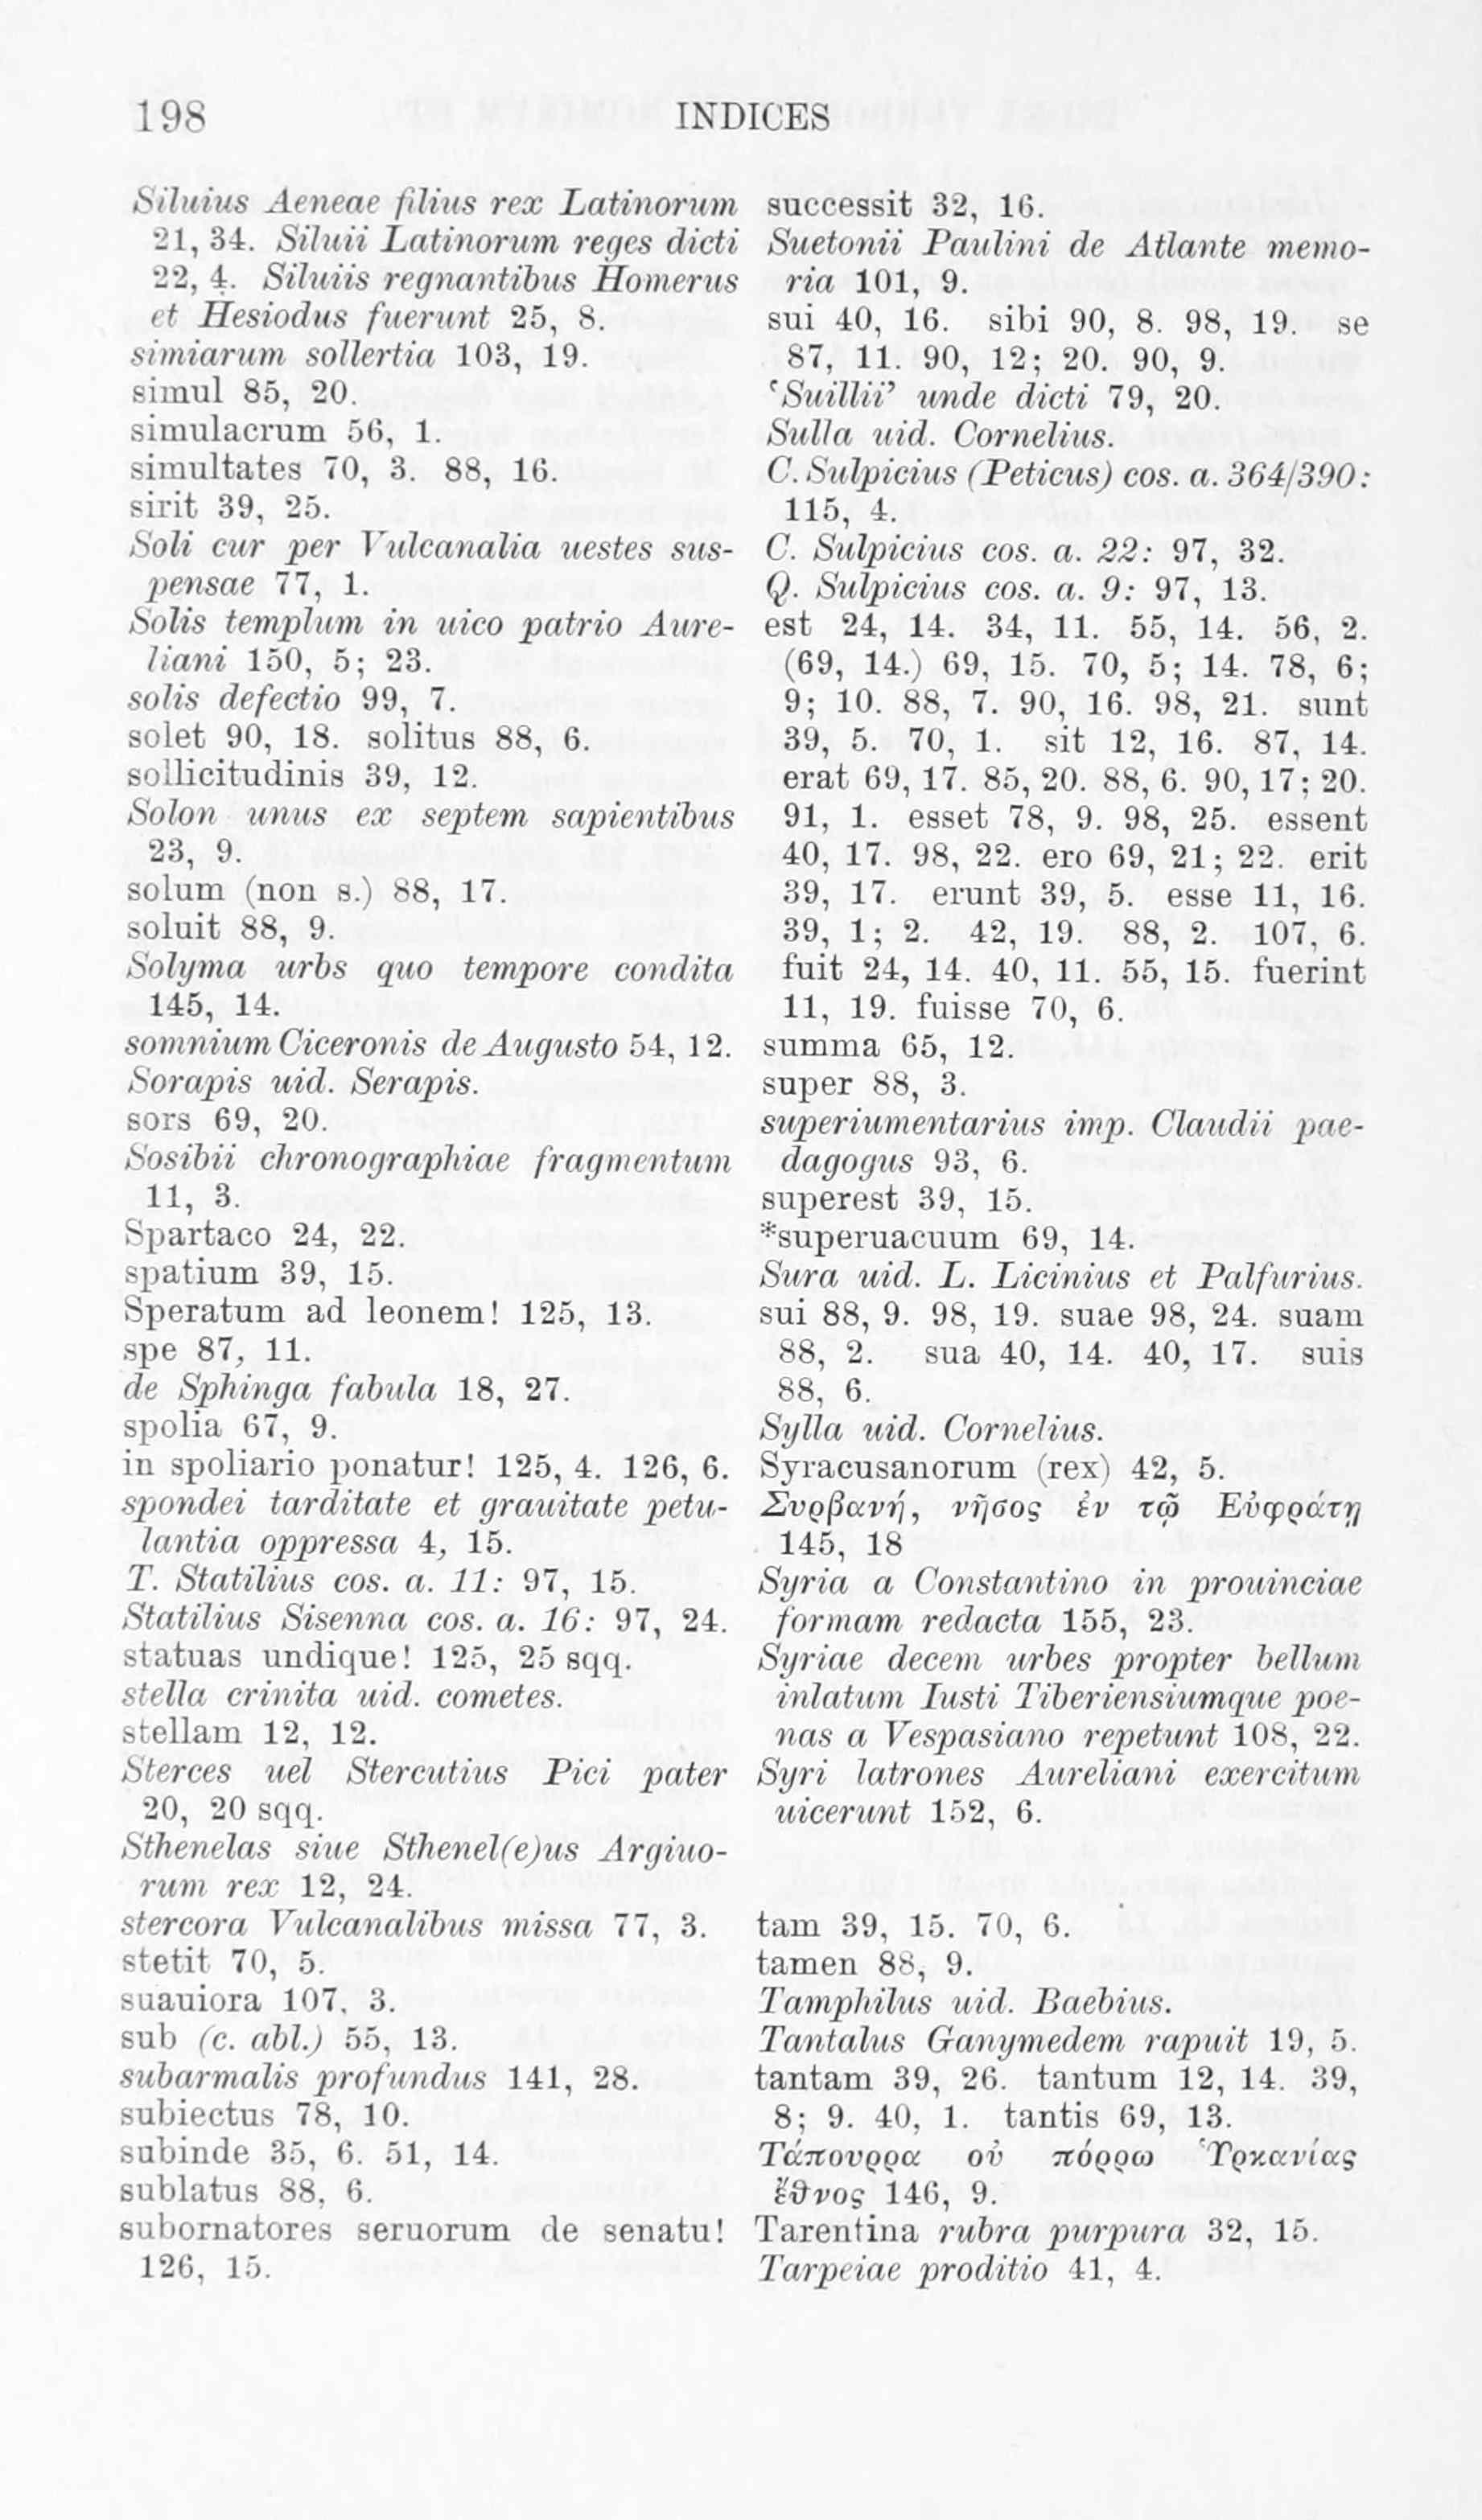 198
INDICES
Siluius Aeneae filius rex Latinorum
21, 34. Siluii Latinorum reges dicti
22, 4. Siluiis regnantibus Homerus
et Hesiodus fuerunt 25, 8.
simiarum sollertia 103, 19.
simul 85, 20.
simulacrum 56, 1.
simultates 70, 3. 88, 16.
sirit 39, 25.
Soli cur per Vulcanalia uestes sus-
pensae 77, 1.
Solis templum in uico patrio Aure-
liani 150, 5; 23.
solis defectio 99, 7.
solet 90, 18. solitus 88, 6.
sollicitudinis 39, 12.
Solon unus ex septem sapientibus
23, 9.
solum (non s.) 88, 17.
soluit 88, 9.
Solyma urbs quo tempore condita
145, 14.
somnium Ciceronis de Augusto 54, 12.
Sorapis uid. Serapis.
sors 69, 20.
Sosibii chronographiae fragmentum
11, 3.
Spartaco 24, 22.
spatium 39, 15.
Speratum ad leonem! 125, 13.
spe 87, 11.
de Sphinga fabula 18, 27.
spolia 67, 9.
in spoliario ponatur! 125, 4. 126, 6.
spondei tarditate et grauitate petu-
lantia oppressa 4, 15.
T. Statilius cos. a. 11: 97, 15.
Statilius Sisenna cos. a. 16: 97, 24.
statuas undique! 125, 25 sqq.
stella crinita uid. cometes.
stellam 12, 12.
Sterces uel Stercutius Pici pater
20, 20 sqq.
Sthenelas siue Sthenel(e)us Argiuo-
rum rex 12, 24.
stercora Vulcanalibus missa 77, 3.
stetit 70, 5.
suauiora 107, 3.
sub (c. abl.) 55, 13.
subarmalis profundus 141, 28.
subiectus 78, 10.
subinde 35, 6. 51, 14.
sublatus 88, 6.
subornatores seruorum de senatu!
126, 15.
successit 32, 16.
Suetonii Paulini de Atlante memo-
ria 101, 9.
sui 40, 16. sibi 90, 8. 98, 19. se
87, 11. 90, 12; 20. 90, 9.
‘Suillii’ unde dicti 79, 20.
Sulla uid. Cornelius.
C. Sulpicius (Peticus) cos. a. 364/390:
115, 4.
C. Sulpicius cos. a. 22: 97, 32.
Q. Sulpicius cos. a. 9: 97, 13.
est 24, 14. 34, 11. 55, 14. 56, 2.
(69, 14.) 69, 15. 70, 5; 14. 78, 6;
9; 10. 88, 7. 90, 16. 98, 21. sunt
39, 5. 70, 1. sit 12, 16. 87, 14.
erat 69, 17. 85, 20. 88, 6. 90, 17; 20.
91, 1. esset 78, 9. 98, 25. essent
40, 17. 98, 22. ero 69, 21; 22. erit
39, 17. erunt 39, 5. esse 11, 16.
39, 1; 2. 42, 19. 88, 2. 107, 6.
fuit 24, 14. 40, 11. 55, 15. fuerint
11, 19. fuisse 70, 6.
summa 65, 12.
super 88, 3.
superiumentarius imp. Claudii pae-
dagogus 93, 6.
superest 39, 15.
*superuacuum 69, 14.
Sura uid. L. Licinius et Palfurius.
sui 88, 9. 98, 19. suae 98, 24. suam
88, 2. sua 40, 14. 40, 17. suis
88, 6.
Sylla uid. Cornelius.
Syracusanorum (rex) 42, 5.
Συρβανή, νῆσος ἐν τῷ Εὐφράτῃ
145, 18
Syria a Constantino in prouinciae
formam redacta 155, 23.
Syriae decem urbes propter bellum
inlatum Iusti Tiberiensiumque poe-
nas a Vespasiano repetunt 108, 22.
Syri latrones Aureliani exercitum
uicerunt 152, 6.
tam 39, 15. 70, 6.
tamen 88, 9.
Tamphilus uid. Baebius.
Tantalus Ganymedem rapuit 19, 5.
tantam 39, 26. tantum 12, 14. 39,
8; 9. 40, 1. tantis 69, 13.
Τάπουρρα οὐ πόρρω Ὑρκανίας
ἔθνος 146, 9.
Tarentina rubra purpura 32, 15.
Tarpeiae proditio 41, 4.